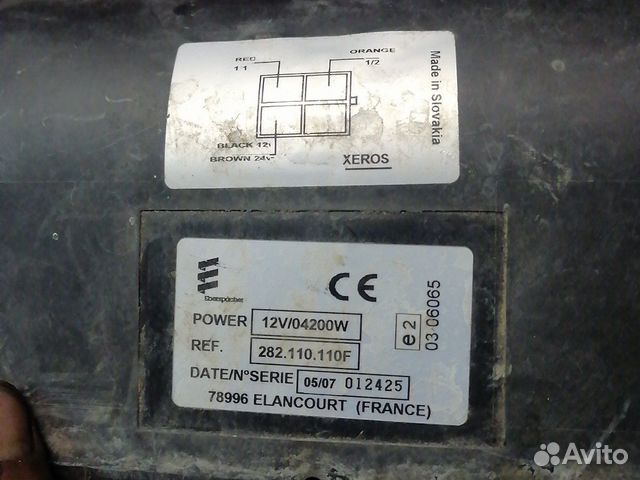 RED
1:1
ORANGE
1/2
Made in Slovakia
BLACK 12v
BROWN 24v
XEROS
Eberspächer
CE
POWER 12V/04200W
REF. 282.110.110F
DATE/N°SERIE 05/07 012425
e2
03 06065
78996 ELANCOURT (FRANCE)
Avito